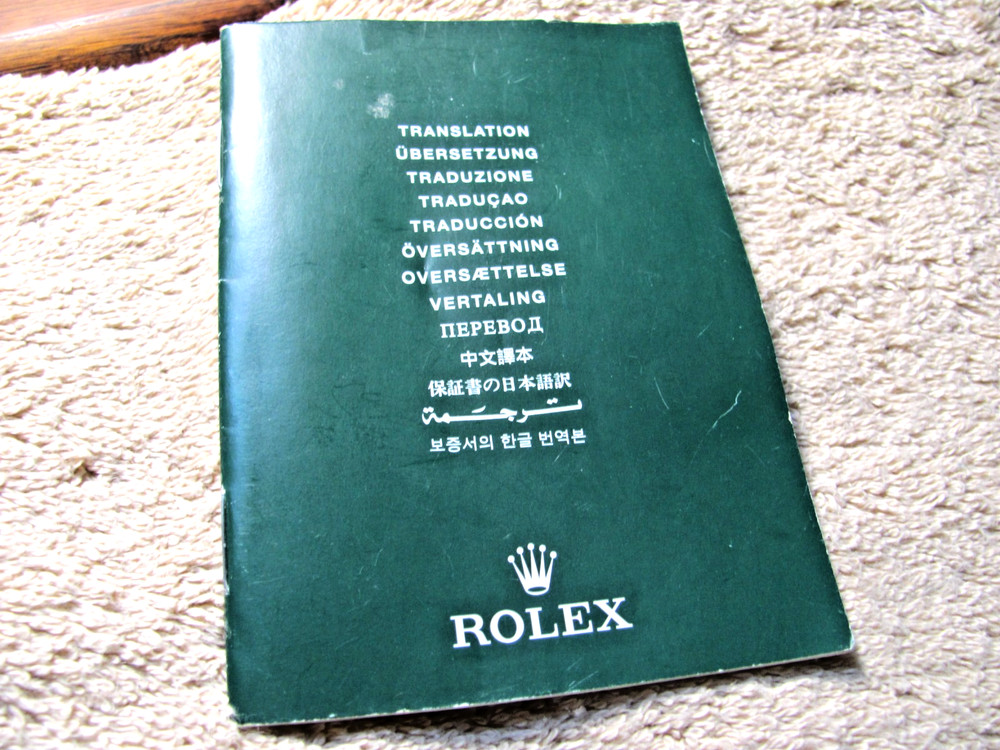 TRANSLATION
ÜBERSETZUNG
TRADUZIONE
TRADUÇAO
TRADUCCIÓN
ÖVERSÄTTNING
OVERSÆTTELSE
VERTALING
ПЕРЕВОД
中文譯本
保証書の日本語訳
ترجمة
보증서의 한글 번역본
ROLEX